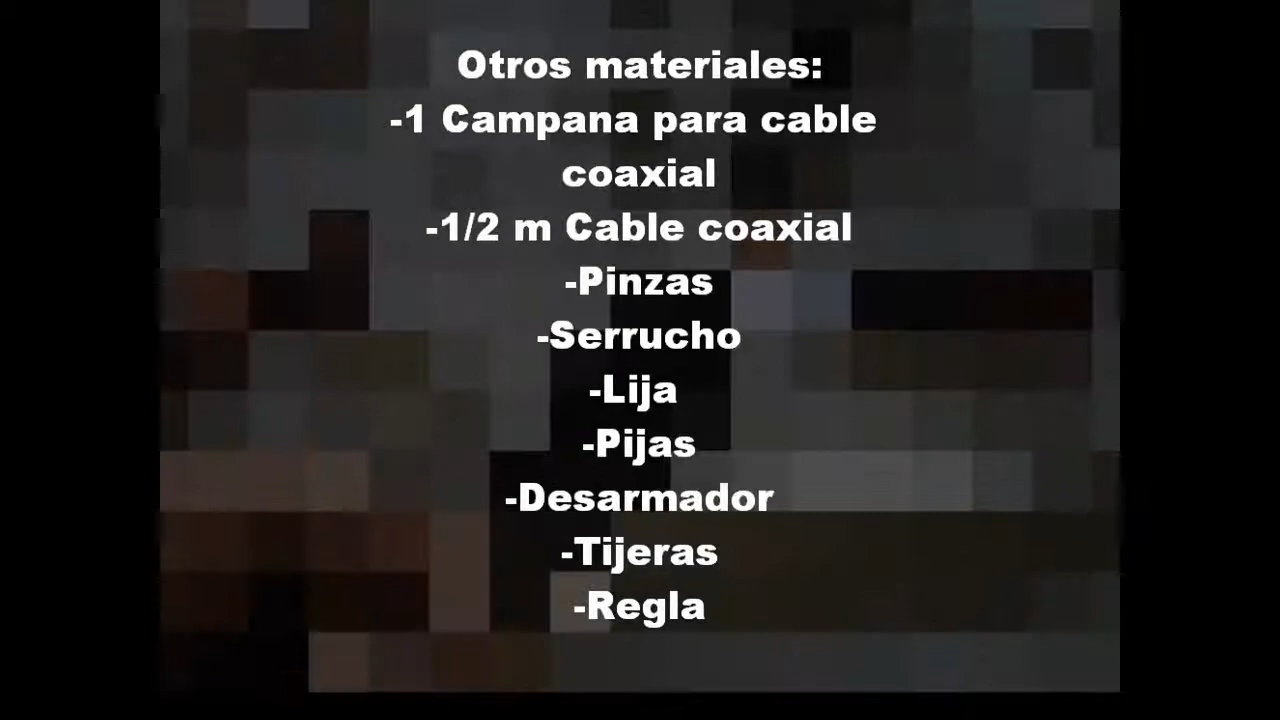 Otros materiales:
-1 Campana para cable
coaxial
-1/2 m Cable coaxial
-Pinzas
-Serrucho
-Lija
-Pijas
-Desarmador
-Tijeras
-Regla